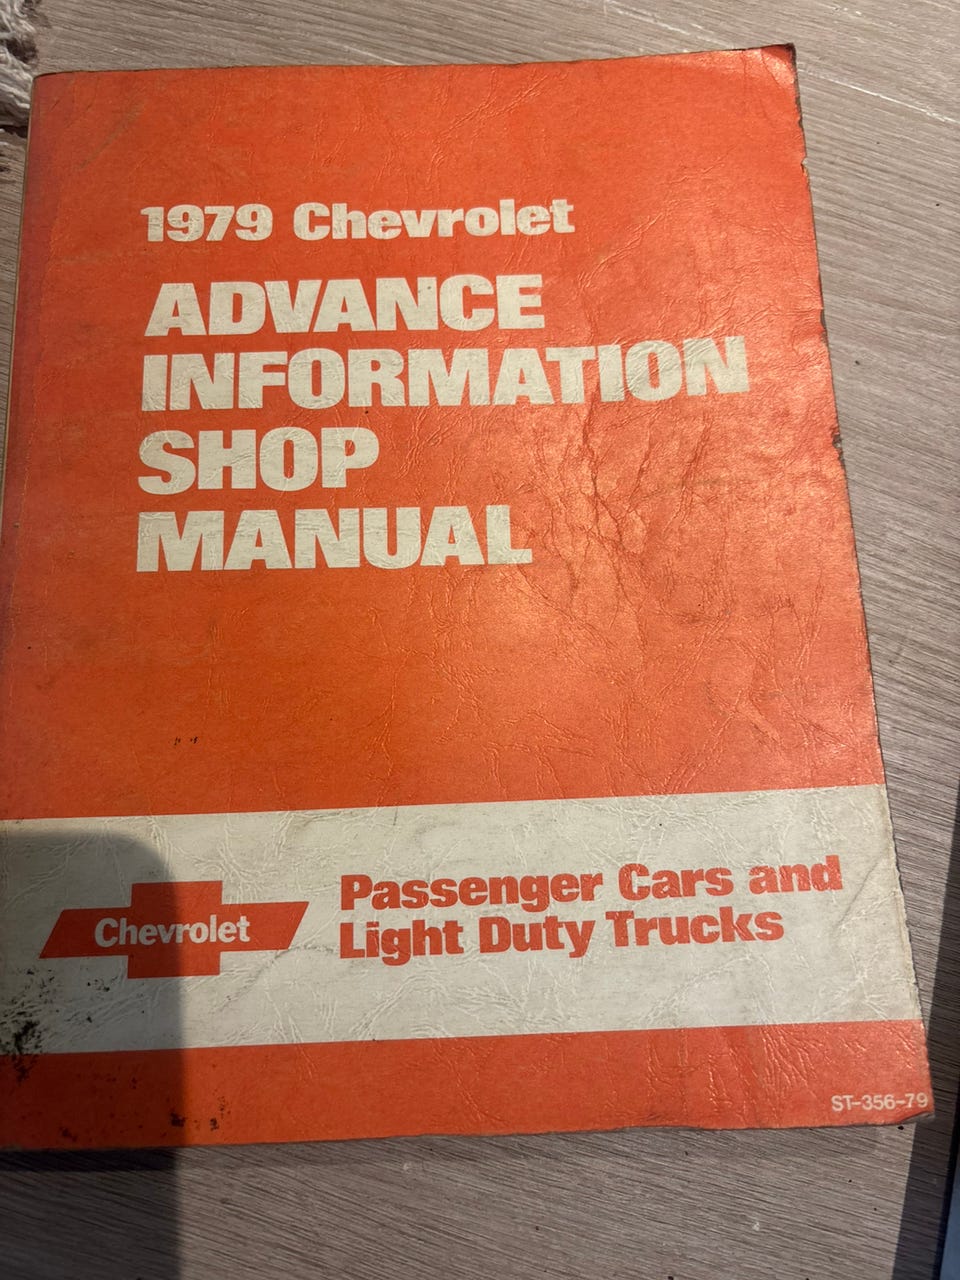 1979 Chevrolet
ADVANCE
INFORMATION
SHOP
MANUAL
Chevrolet
Passenger Cars and
Light Duty Trucks
ST-356-79